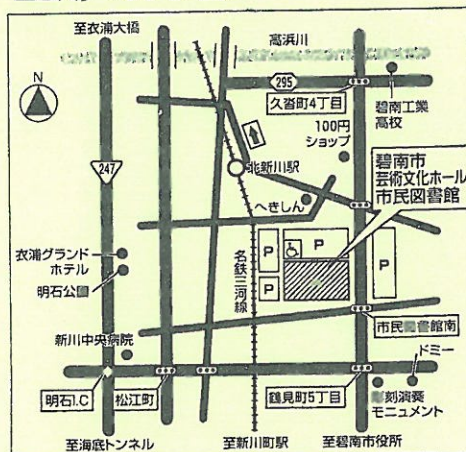 至衣浦大橋
高浜川
N
295
久沓町4丁目
碧南工業
高校
100円
ショップ
碧南市
芸術文化ホール
市民図書館
北新川駅
247
へきしん
P
P
P
P
衣浦グランド
ホテル
明石公園
名鉄三河線
新川中央病院
市民図書館南
ドミー
明石I.C
松江町
鶴見町5丁目
彫刻演奏
モニュメント
至海底トンネル
至新川町駅
至碧南市役所